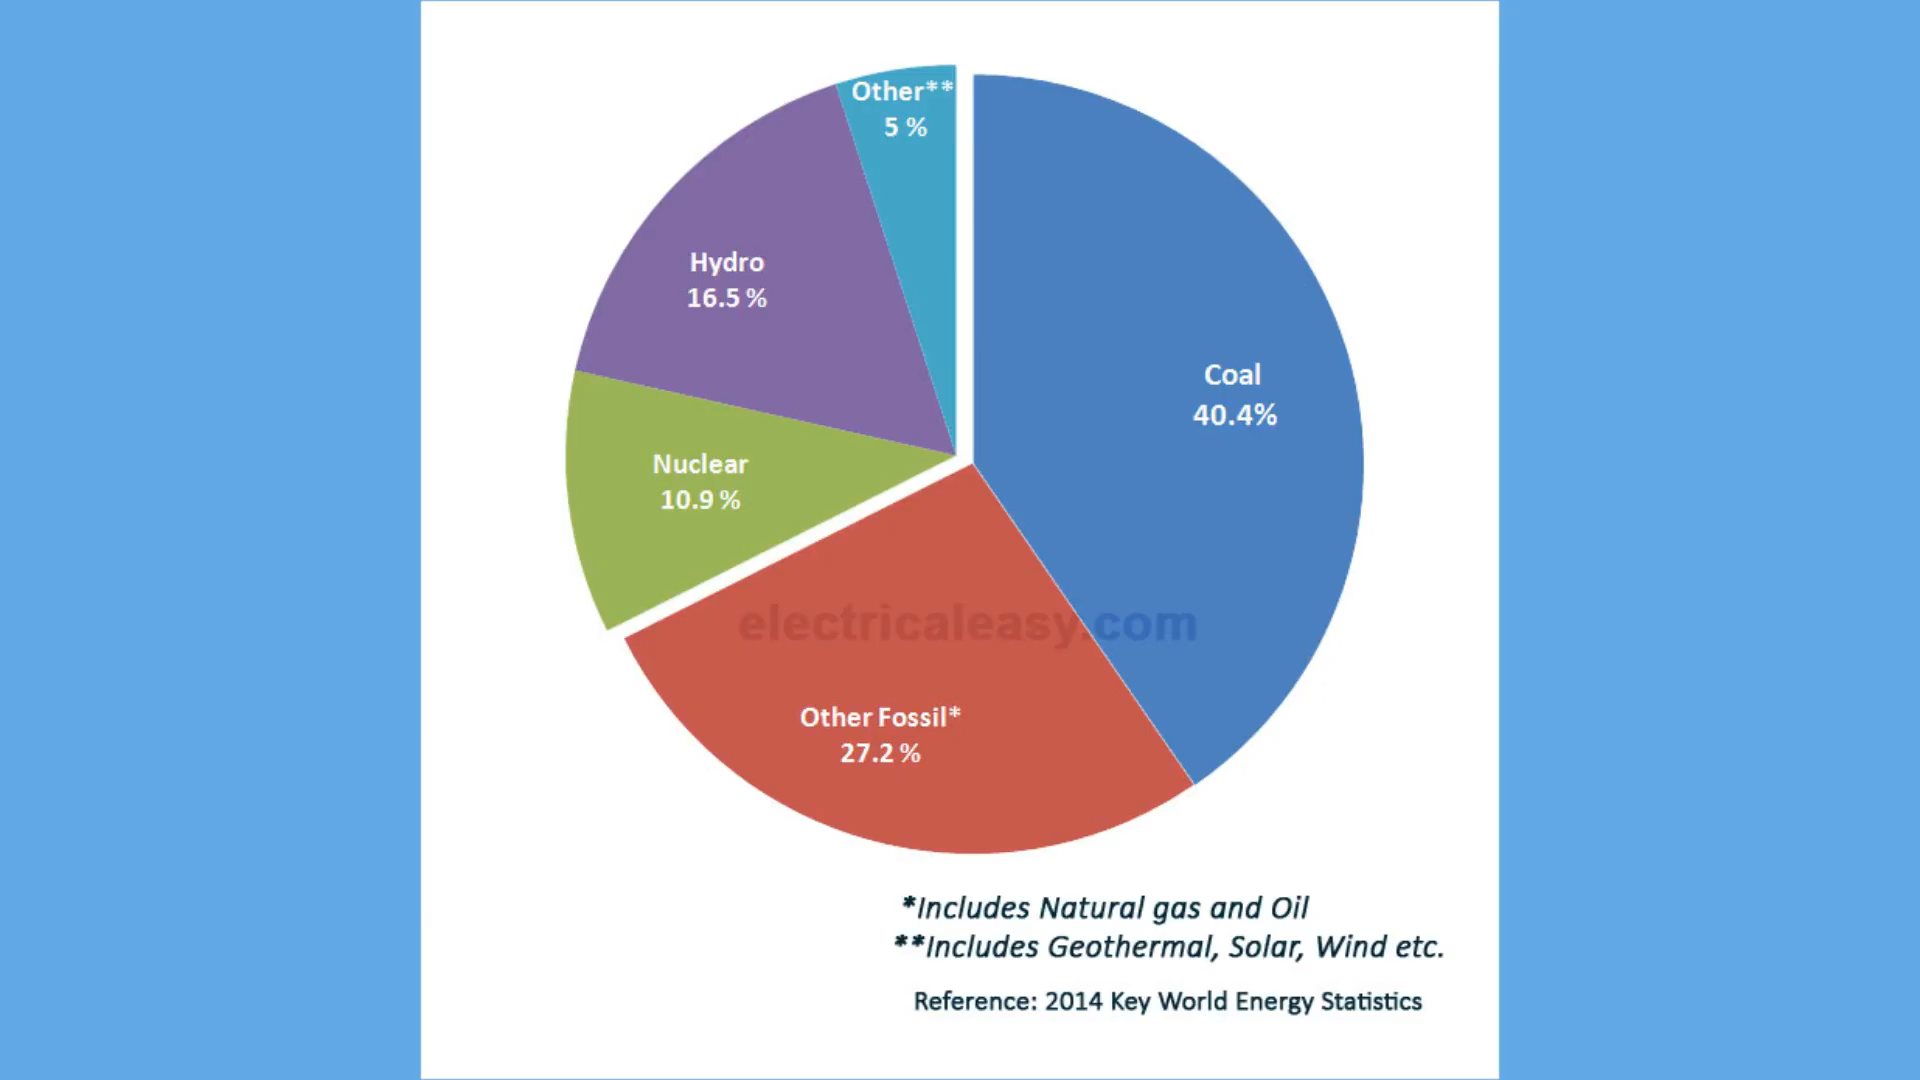 Other**
5 %
Hydro
16.5 %
Coal
40.4%
Nuclear
10.9 %
electricaleasy.com
Other Fossil*
27.2 %
*Includes Natural gas and Oil
**Includes Geothermal, Solar, Wind etc.
Reference: 2014 Key World Energy Statistics